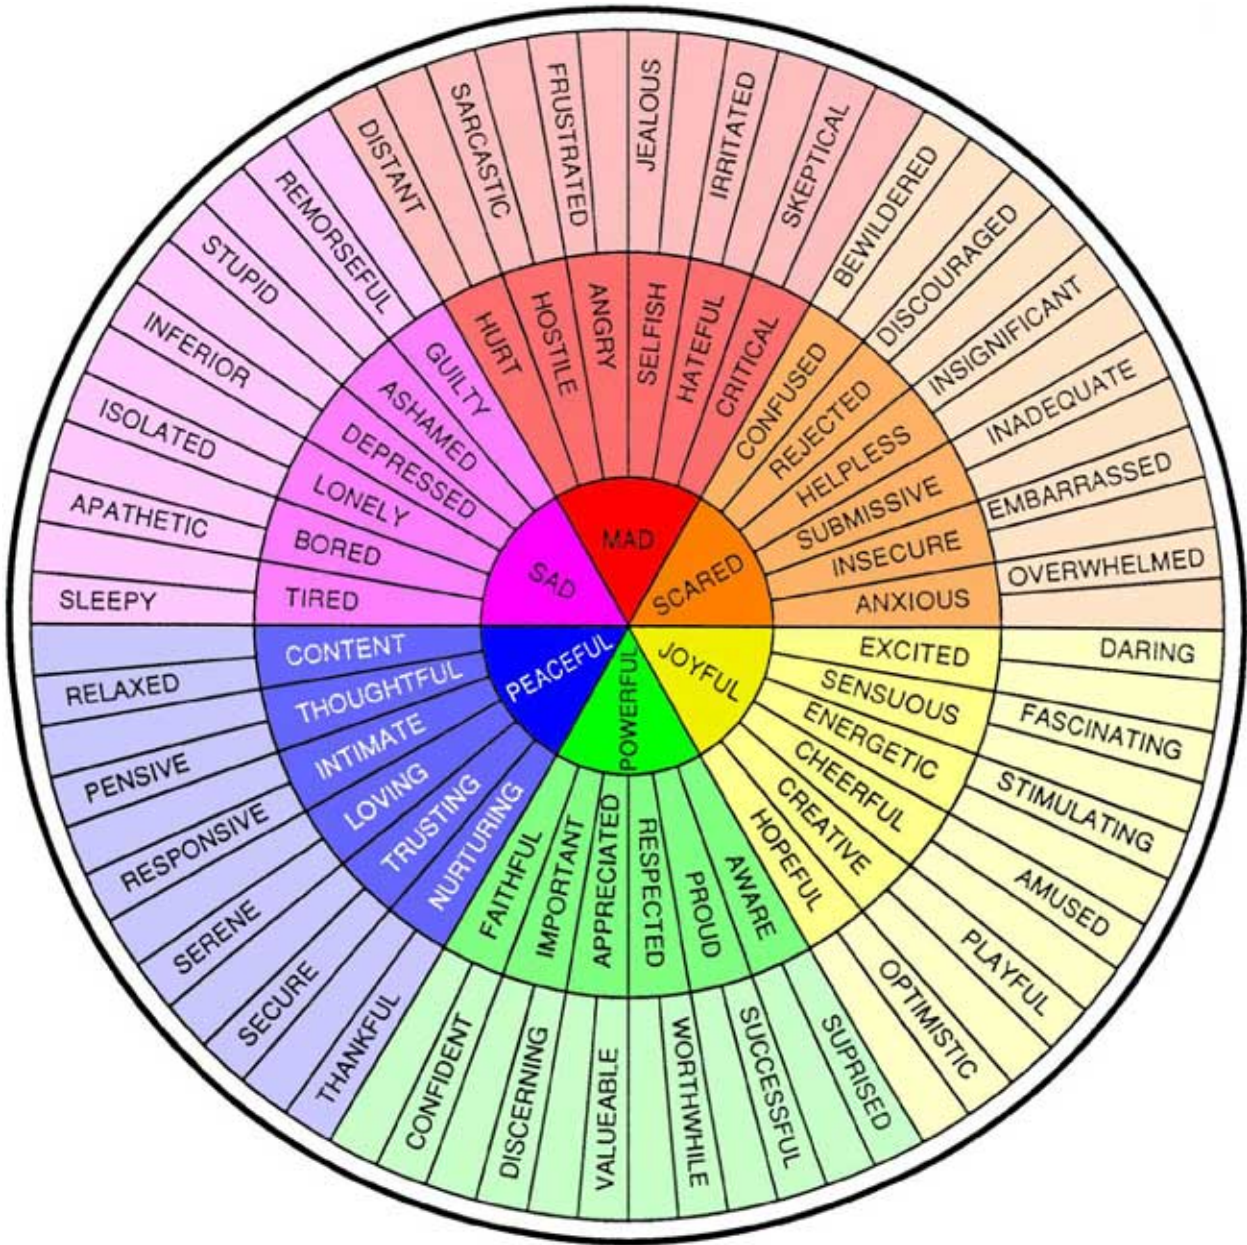 MAD
SCARED
JOYFUL
POWERFUL
PEACEFUL
SAD
HURT
HOSTILE
ANGRY
SELFISH
HATEFUL
CRITICAL
CONFUSED
REJECTED
HELPLESS
SUBMISSIVE
INSECURE
ANXIOUS
EXCITED
SENSUOUS
ENERGETIC
CHEERFUL
CREATIVE
HOPEFUL
AWARE
PROUD
RESPECTED
APPRECIATED
IMPORTANT
FAITHFUL
NURTURING
TRUSTING
LOVING
INTIMATE
THOUGHTFUL
CONTENT
TIRED
BORED
LONELY
DEPRESSED
ASHAMED
GUILTY
DISTANT
SARCASTIC
FRUSTRATED
JEALOUS
IRRITATED
SKEPTICAL
BEWILDERED
DISCOURAGED
INSIGNIFICANT
INADEQUATE
EMBARRASSED
OVERWHELMED
DARING
FASCINATING
STIMULATING
AMUSED
PLAYFUL
OPTIMISTIC
SUPRISED
SUCCESSFUL
WORTHWHILE
VALUEABLE
DISCERNING
CONFIDENT
THANKFUL
SECURE
SERENE
RESPONSIVE
PENSIVE
RELAXED
SLEEPY
APATHETIC
ISOLATED
INFERIOR
STUPID
REMORSEFUL